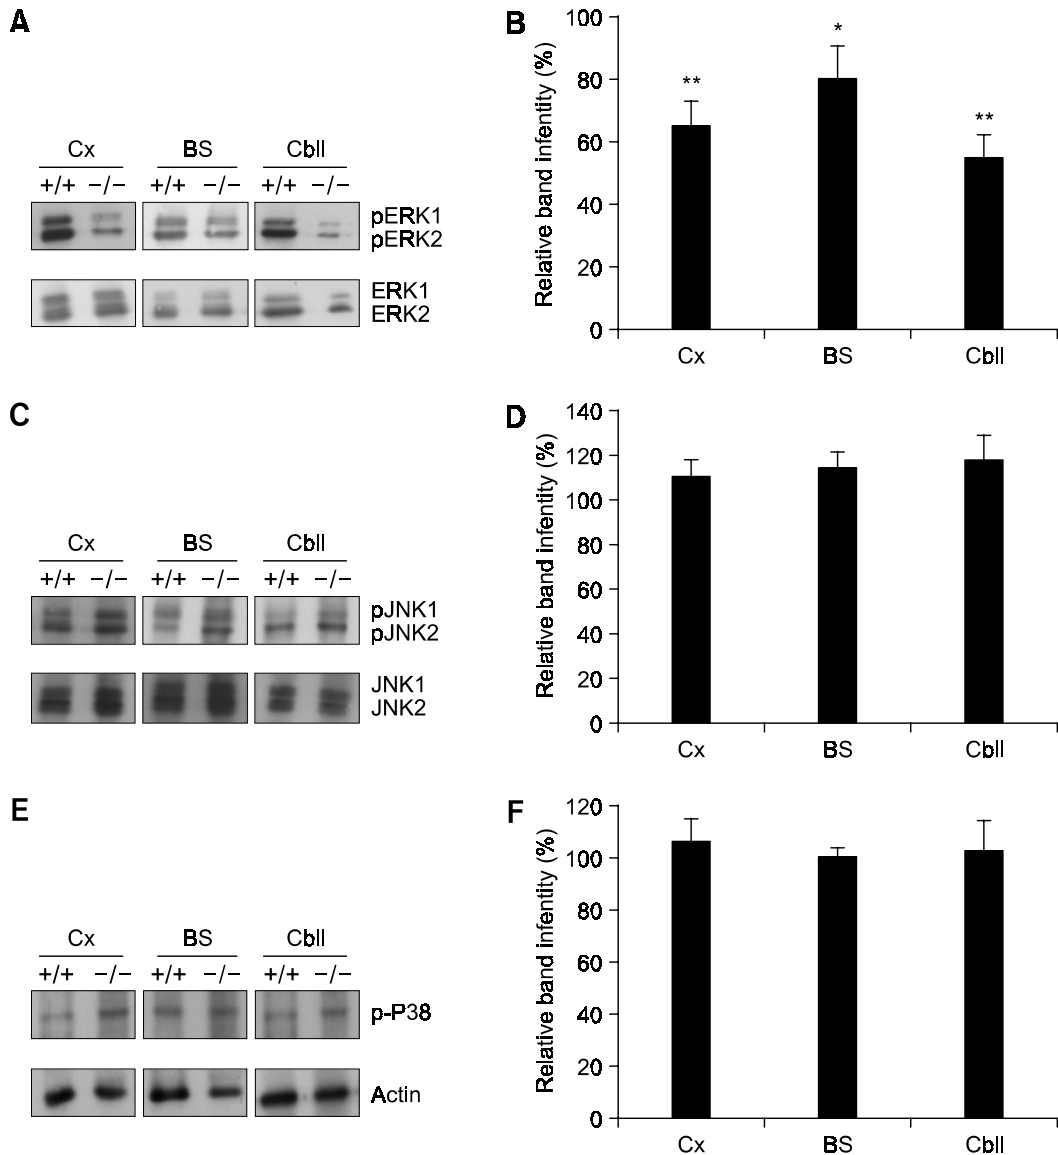 A
Cx BS Cbll
+/+ −/− +/+ −/− +/+ −/−
pERK1
pERK2
ERK1
ERK2
B
Relative band infentity (%)
100
80
60
40
20
0
** * **
Cx BS Cbll
C
Cx BS Cbll
+/+ −/− +/+ −/− +/+ −/−
pJNK1
pJNK2
JNK1
JNK2
D
Relative band infentity (%)
140
120
100
80
60
40
20
0
Cx BS Cbll
E
Cx BS Cbll
+/+ −/− +/+ −/− +/+ −/−
p-P38
Actin
F
Relative band infentity (%)
120
100
80
60
40
20
0
Cx BS Cbll